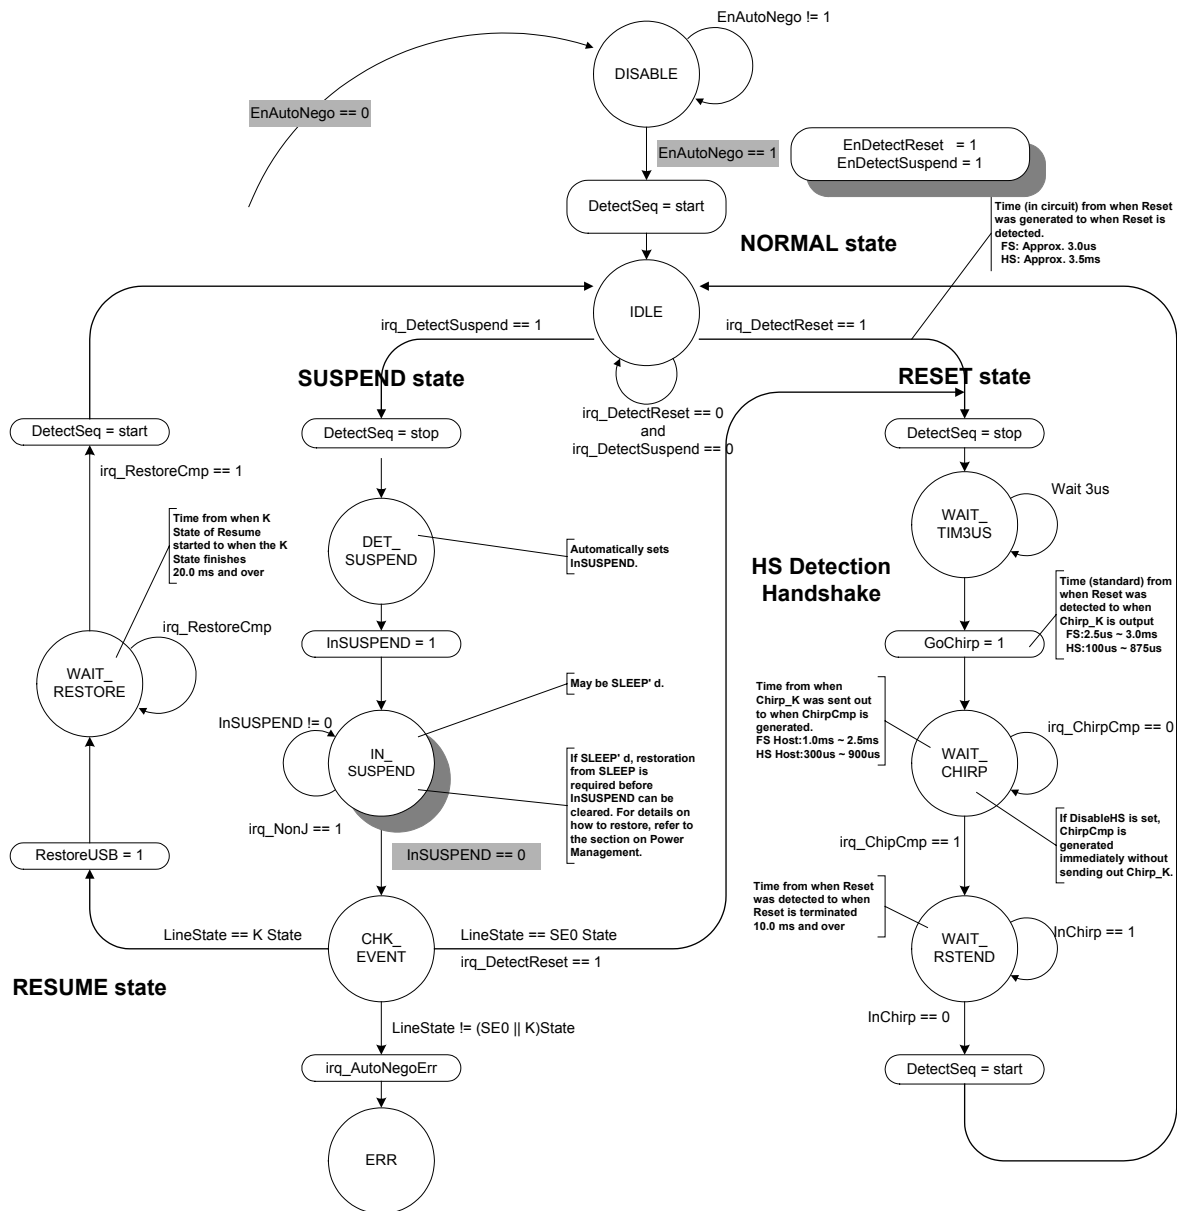 EnAutoNego != 1
DISABLE
EnAutoNego == 0
EnAutoNego == 1
EnDetectReset = 1
EnDetectSuspend = 1
DetectSeq = start
Time (in circuit) from when Reset
was generated to when Reset is
detected.
FS: Approx. 3.0us
HS: Approx. 3.5ms
NORMAL state
IDLE
irq_DetectSuspend == 1
irq_DetectReset == 1
SUSPEND state
RESET state
irq_DetectReset == 0
and
irq_DetectSuspend == 0
DetectSeq = start
DetectSeq = stop
DetectSeq = stop
irq_RestoreCmp == 1
Wait 3us
Time from when K
State of Resume
started to when the K
State finishes
20.0 ms and over
DET_
SUSPEND
Automatically sets
InSUSPEND.
WAIT_
TIM3US
HS Detection
Handshake
Time (standard) from
when Reset was
detected to when
Chirp_K is output
FS:2.5us ~ 3.0ms
HS:100us ~ 875us
irq_RestoreCmp
InSUSPEND = 1
GoChirp = 1
WAIT_
RESTORE
May be SLEEP' d.
Time from when
Chirp_K was sent out
to when ChirpCmp is
generated.
FS Host:1.0ms ~ 2.5ms
HS Host:300us ~ 900us
InSUSPEND != 0
irq_ChirpCmp == 0
IN_
SUSPEND
If SLEEP' d, restoration
from SLEEP is
required before
InSUSPEND can be
cleared. For details on
how to restore, refer to
the section on Power
Management.
WAIT_
CHIRP
irq_NonJ == 1
If DisableHS is set,
ChirpCmp is
generated
immediately without
sending out Chirp_K.
RestoreUSB = 1
InSUSPEND == 0
irq_ChipCmp == 1
Time from when Reset
was detected to when
Reset is terminated
10.0 ms and over
LineState == K State
CHK_
EVENT
LineState == SE0 State
irq_DetectReset == 1
WAIT_
RSTEND
InChirp == 1
RESUME state
InChirp == 0
LineState != (SE0 || K)State
irq_AutoNegoErr
DetectSeq = start
ERR